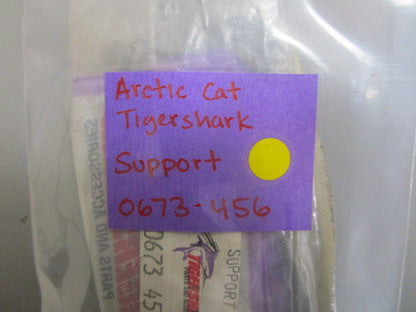 Arctic Cat
Tigershark
Support
0673-456
PARTS AND ACCESSORIES
0673 45
SUPPORT